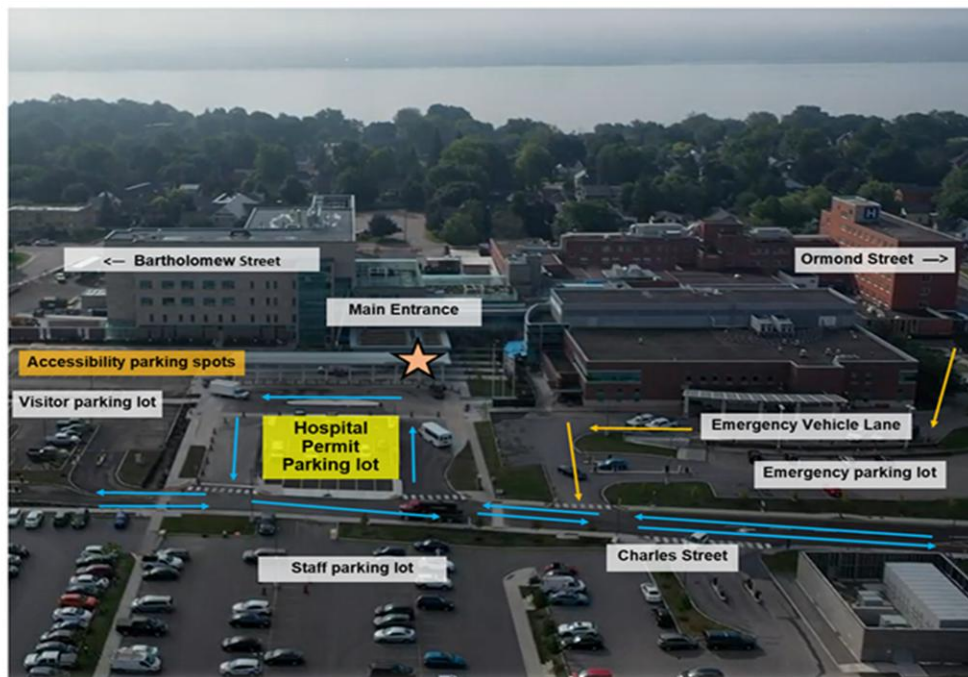 <— Bartholomew Street
Ormond Street —>
Main Entrance
Accessibility parking spots
Visitor parking lot
Hospital
Permit
Parking lot
Emergency Vehicle Lane
Emergency parking lot
Charles Street
Staff parking lot
H